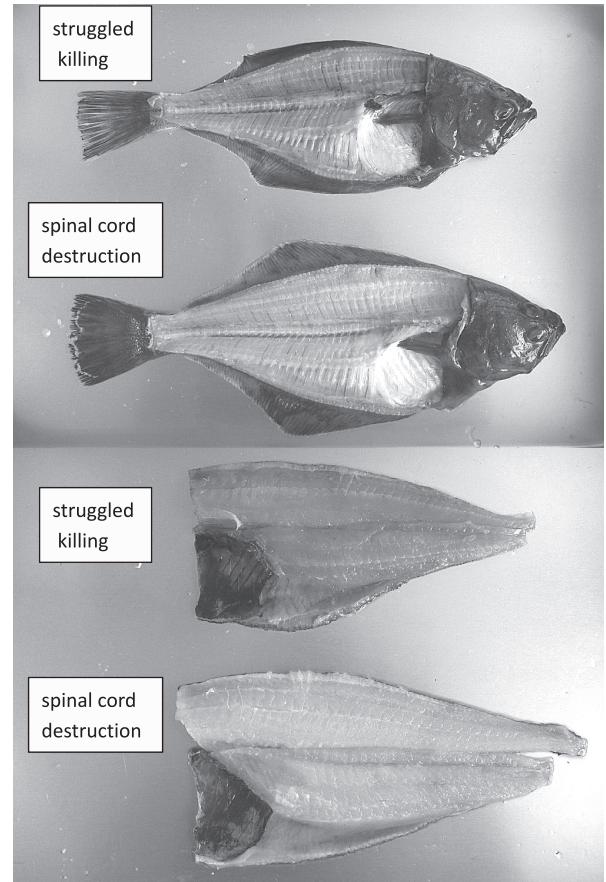 struggled
killing
spinal cord
destruction
struggled
killing
spinal cord
destruction